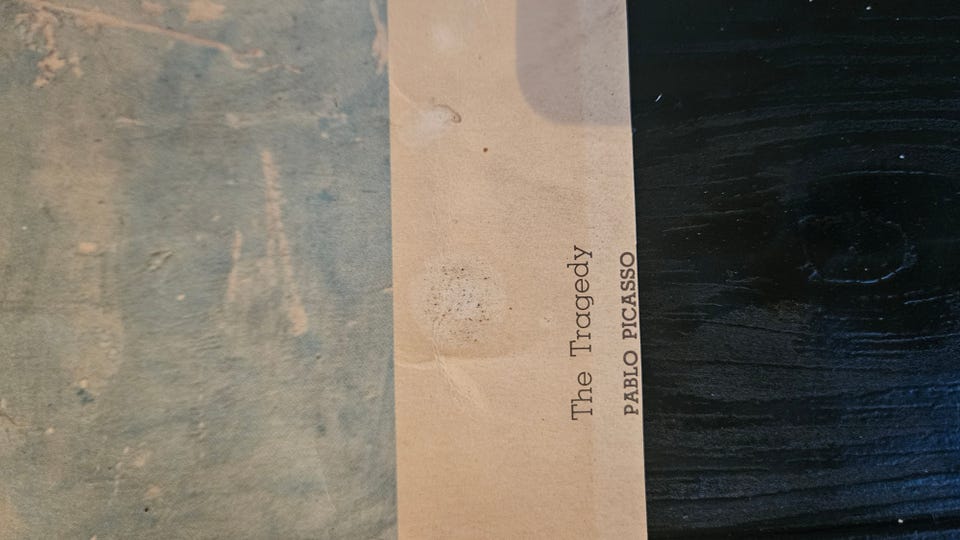 The Tragedy
PABLO PICASSO